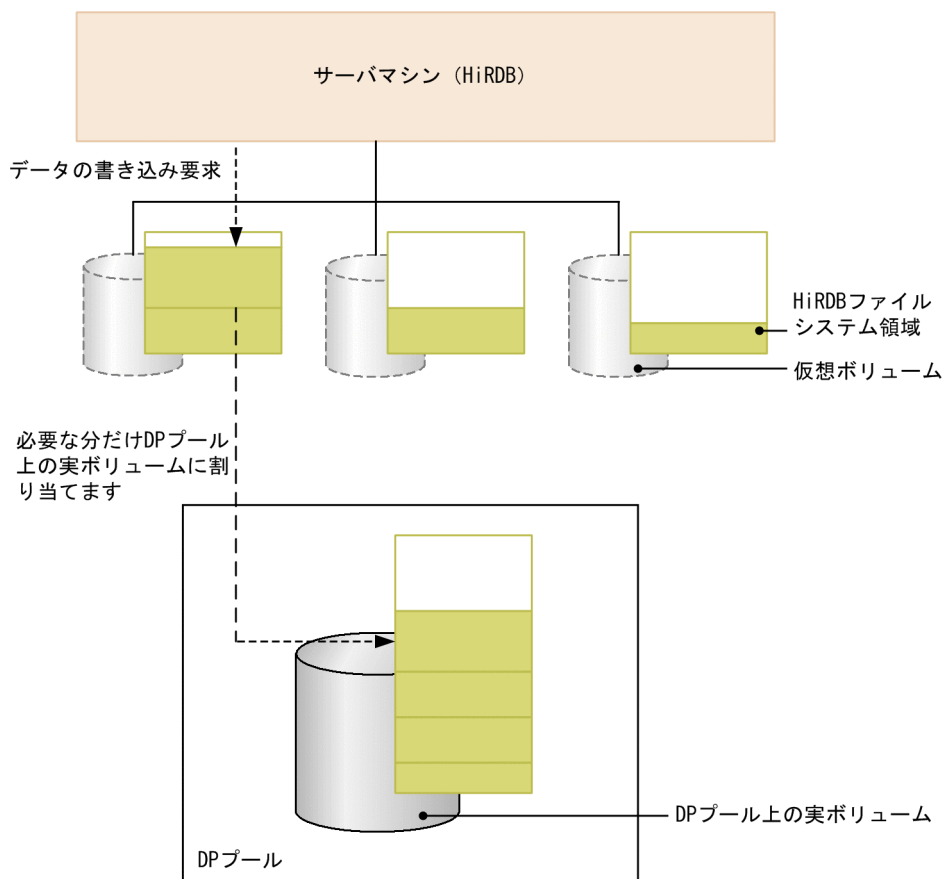 サーバマシン（HiRDB）
データの書き込み要求
HiRDBファイル
システム領域
仮想ボリューム
必要な分だけDPプール
上の実ボリュームに割
り当てます
DPプール上の実ボリューム
DPプール